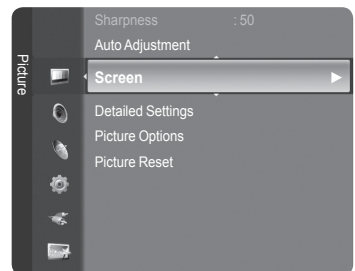 Picture
Sharpness : 50
Auto Adjustment
Screen
Detailed Settings
Picture Options
Picture Reset